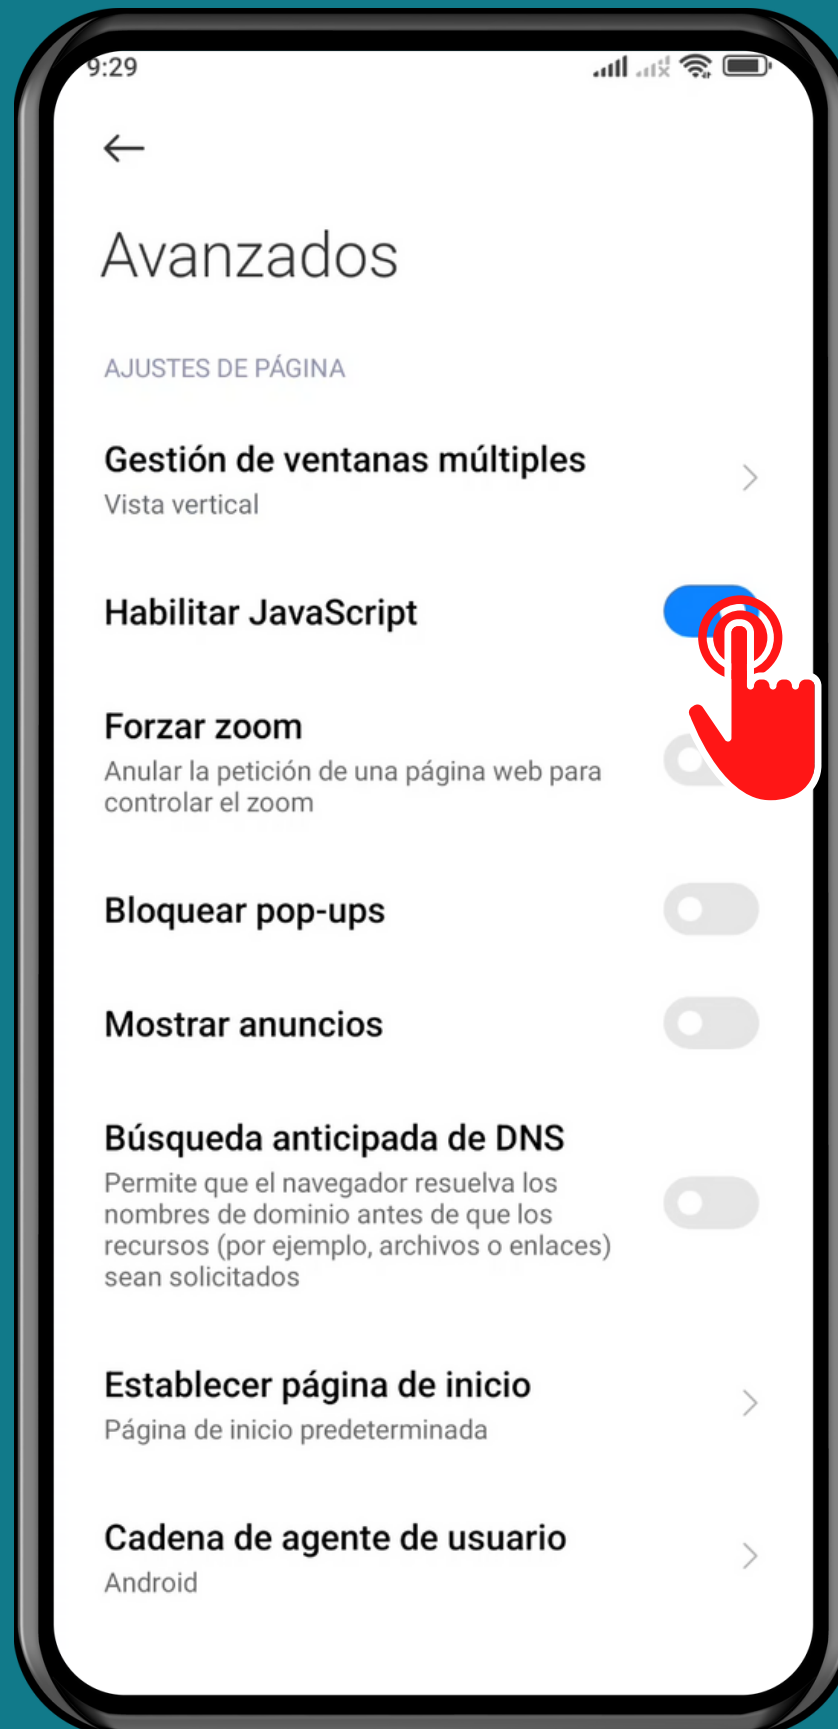 9:29
Avanzados
AJUSTES DE PÁGINA
Gestión de ventanas múltiples
Vista vertical
Habilitar JavaScript
Forzar zoom
Anular la petición de una página web para
controlar el zoom
Bloquear pop-ups
Mostrar anuncios
Búsqueda anticipada de DNS
Permite que el navegador resuelva los
nombres de dominio antes de que los
recursos (por ejemplo, archivos o enlaces)
sean solicitados
Establecer página de inicio
Página de inicio predeterminada
Cadena de agente de usuario
Android